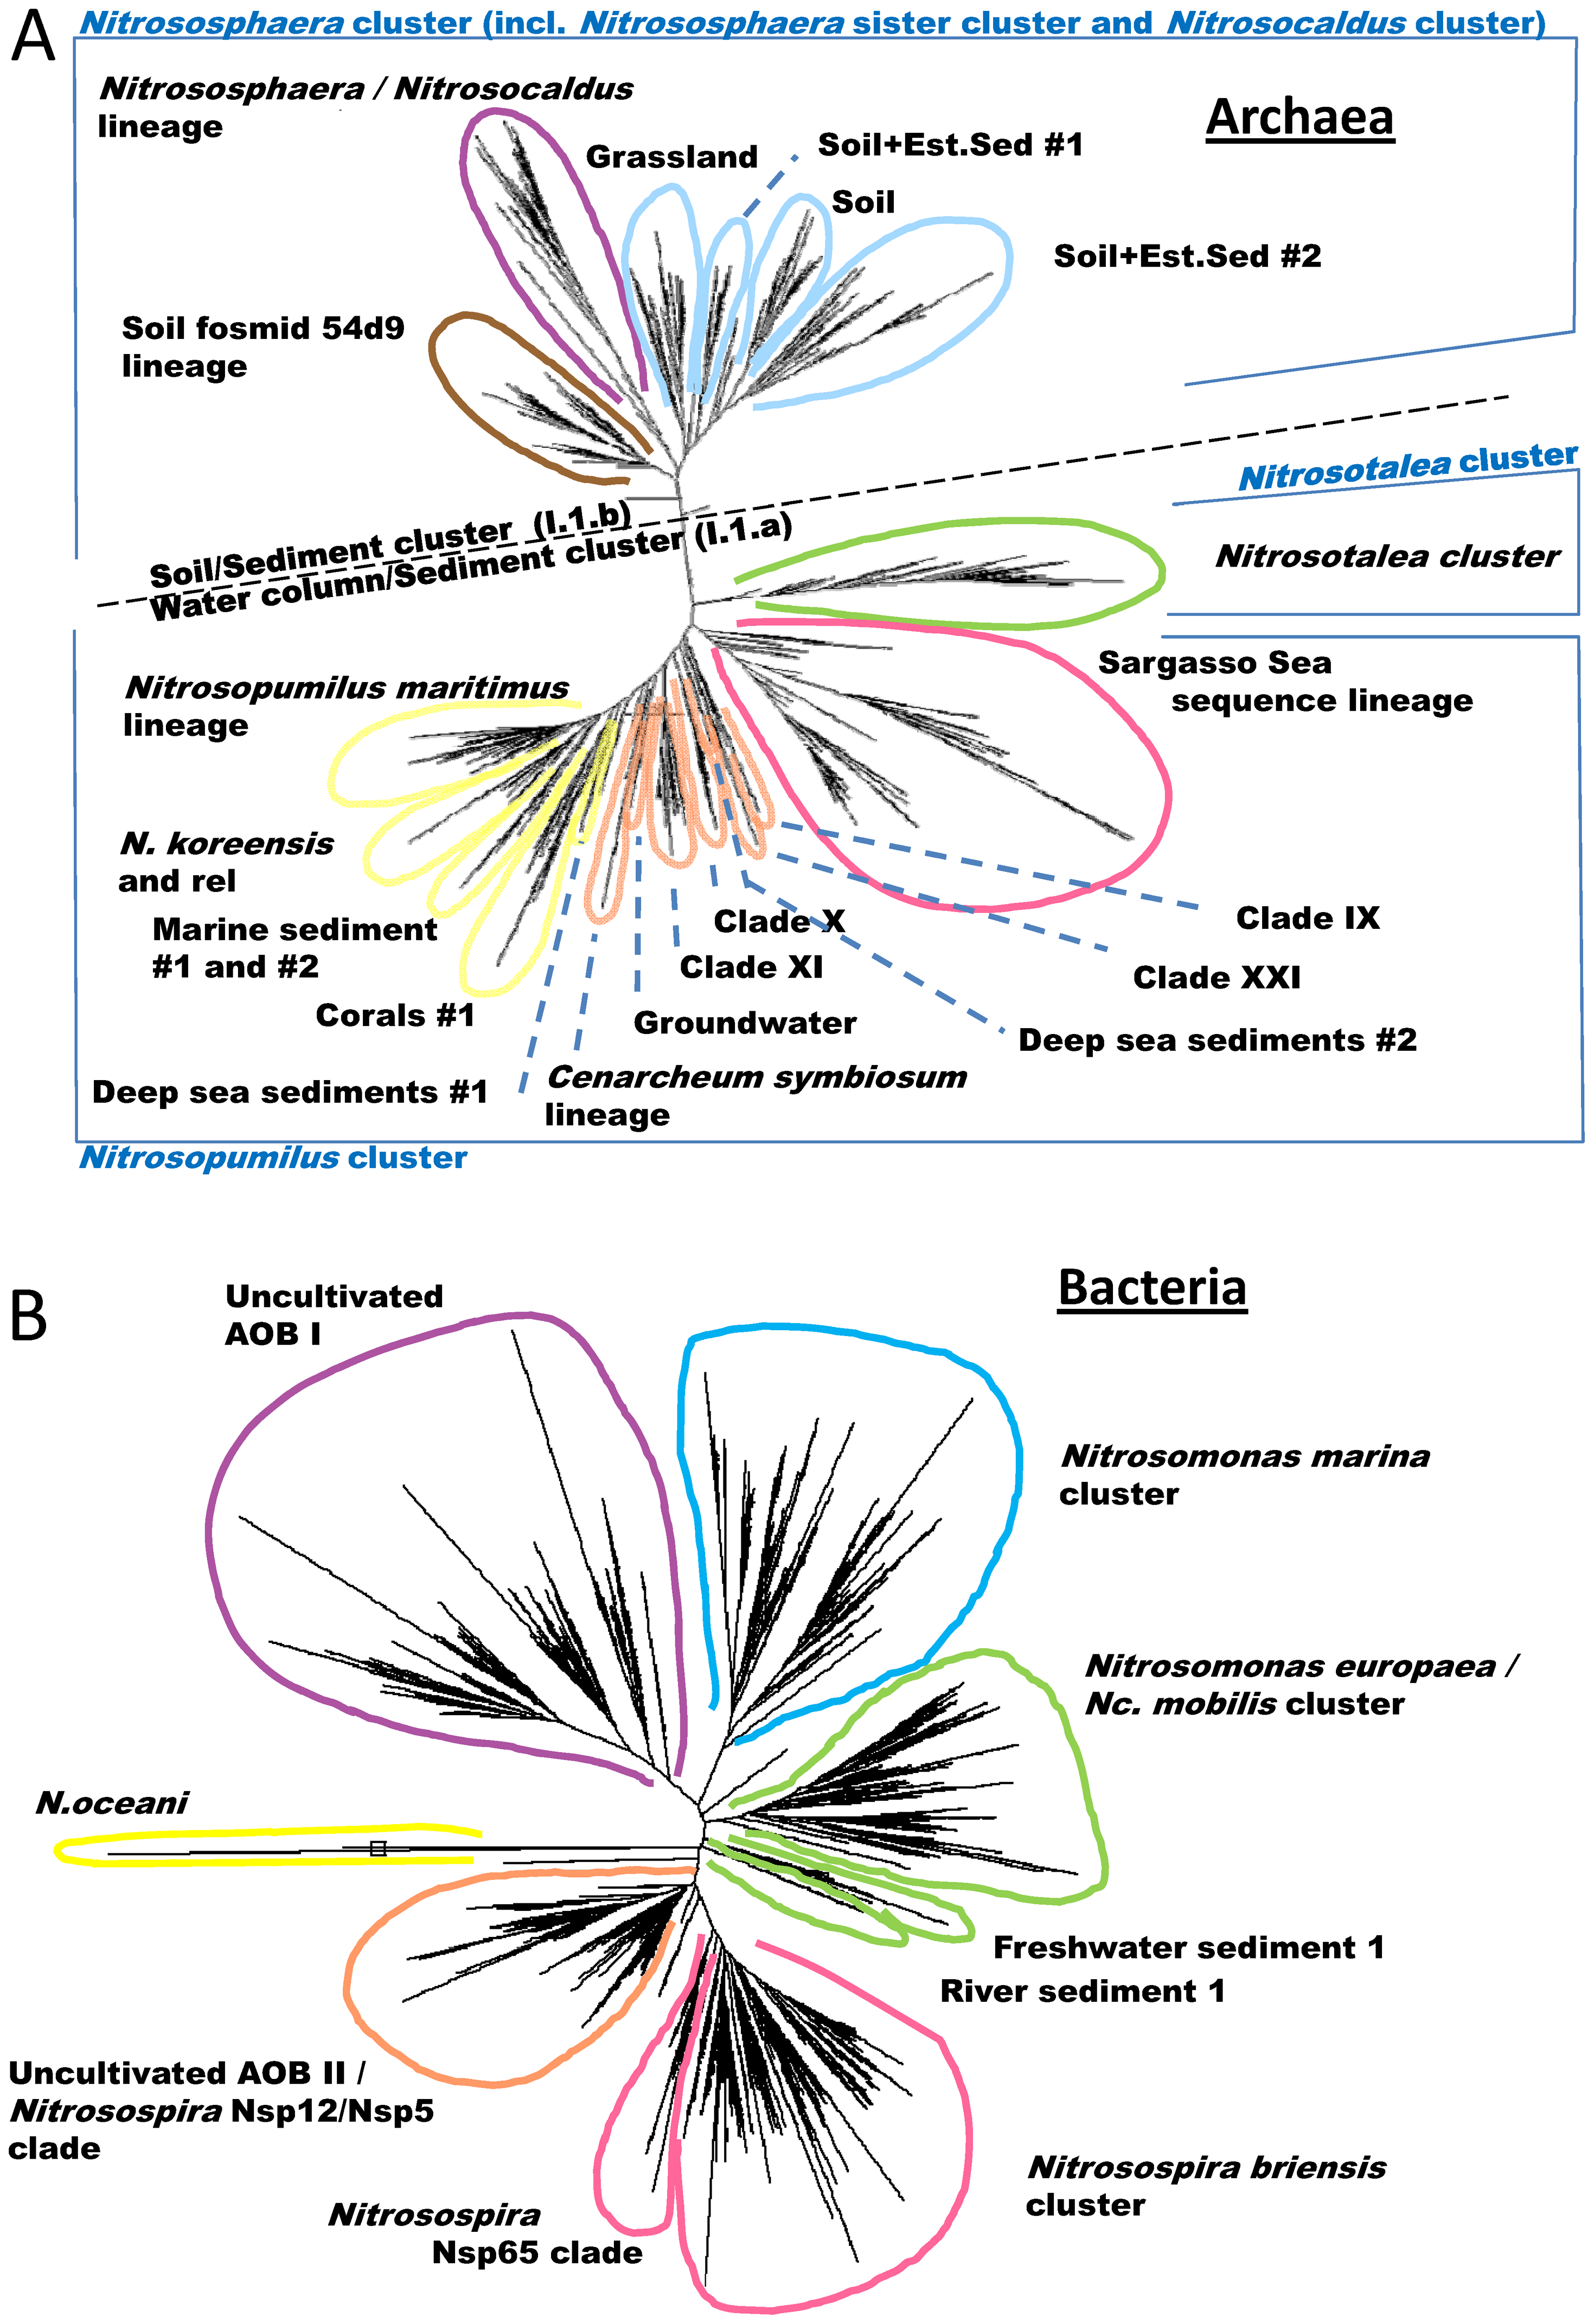 A
Nitrososphaera cluster (incl. Nitrososphaera sister cluster and Nitrosocaldus cluster)
Nitrososphaera / Nitrosocaldus
lineage
Archaea
Grassland
Soil+Est.Sed #1
Soil
Soil+Est.Sed #2
Soil fosmid 54d9
lineage
Nitrosotalea cluster
Soil/Sediment cluster (I.1.b)
Water column/Sediment cluster (I.1.a)
Nitrosotalea cluster
Sargasso Sea
sequence lineage
Nitrosopumilus maritimus
lineage
N. koreensis
and rel
Marine sediment
#1 and #2
Corals #1
Deep sea sediments #1
Cenarcheum symbiosum
lineage
Groundwater
Clade XI
Clade X
Clade IX
Clade XXI
Deep sea sediments #2
Nitrosopumilus cluster
B
Bacteria
Uncultivated
AOB I
Nitrosomonas marina
cluster
Nitrosomonas europaea /
Nc. mobilis cluster
N.oceani
Freshwater sediment 1
River sediment 1
Uncultivated AOB II /
Nitrosospira Nsp12/Nsp5
clade
Nitrosospira briensis
cluster
Nitrosospira
Nsp65 clade